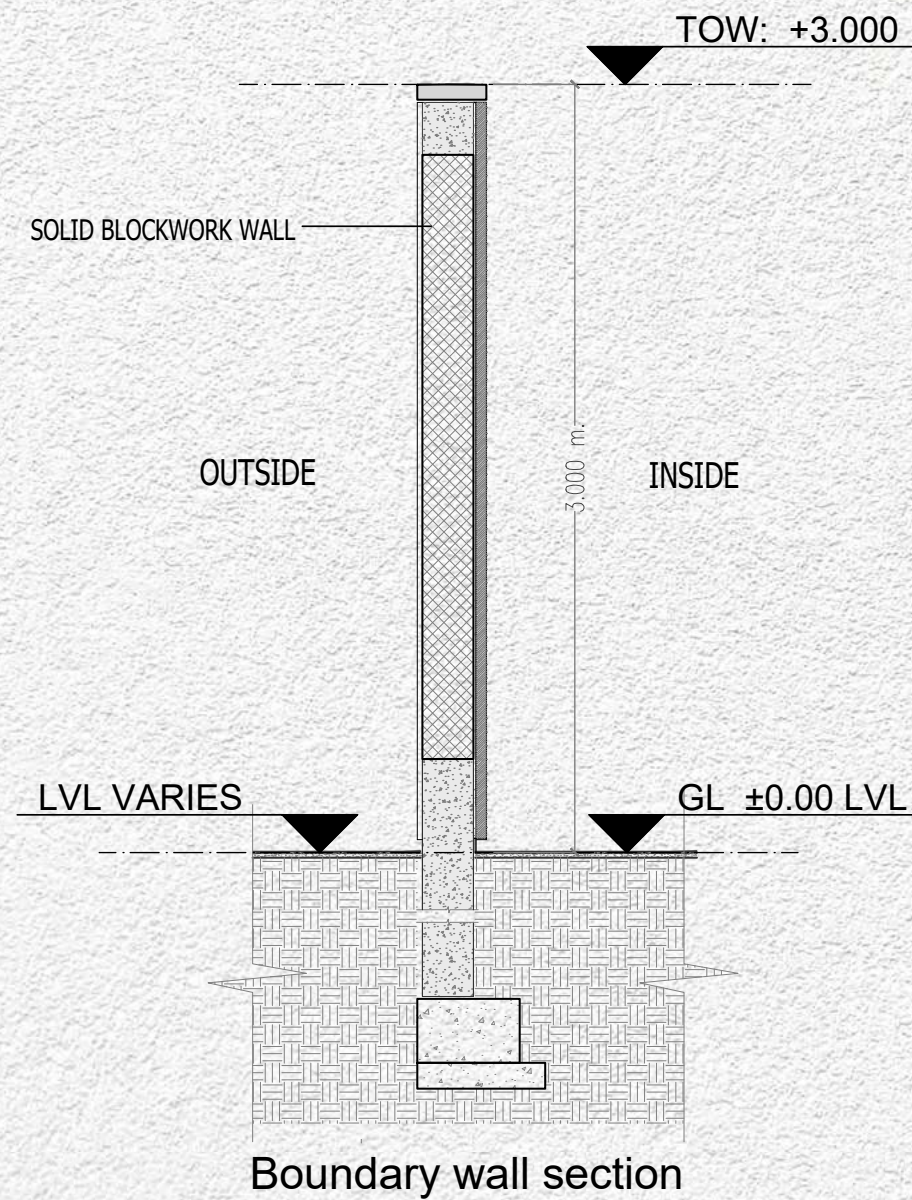 TOW: +3.000
SOLID BLOCKWORK WALL
OUTSIDE
3.000 m.
INSIDE
LVL VARIES
GL ±0.00 LVL
Boundary wall section